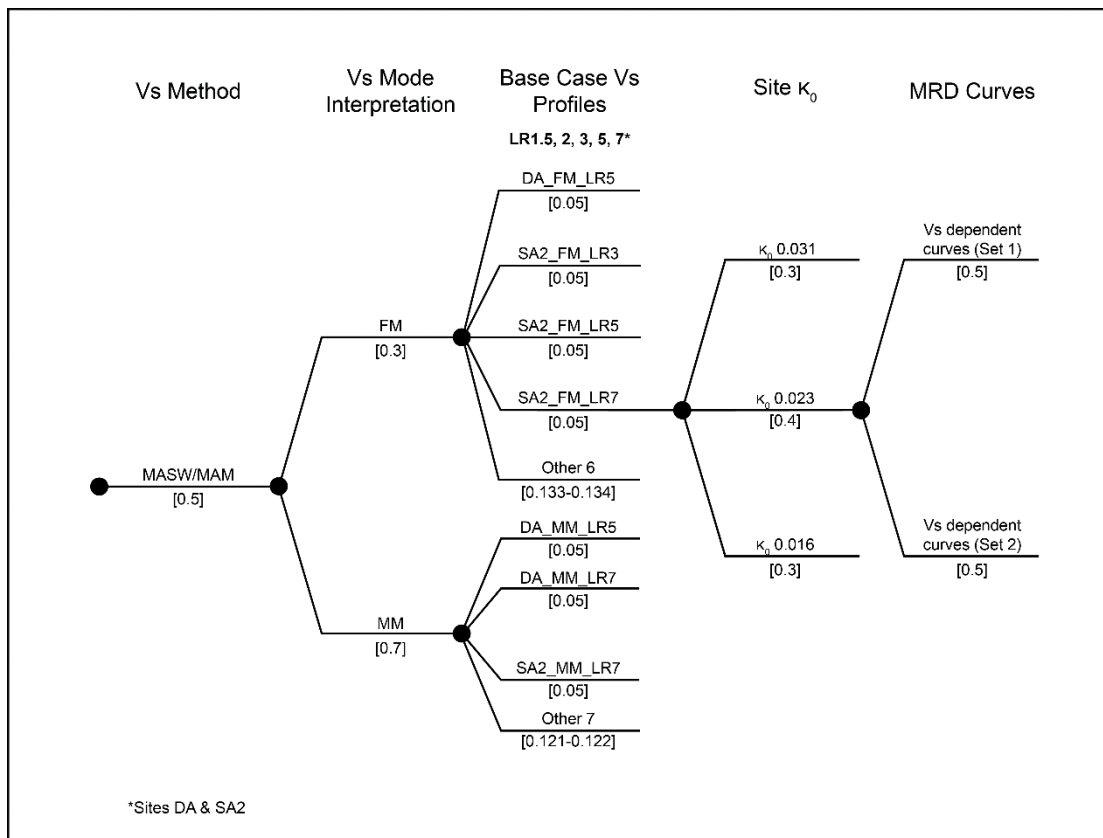 Vs Method
Vs Mode
Interpretation
Base Case Vs
Profiles
LR1.5, 2, 3, 5, 7*
Site κ₀
MRD Curves
MASW/MAM
[0.5]
FM
[0.3]
MM
[0.7]
DA_FM_LR5
[0.05]
SA2_FM_LR3
[0.05]
SA2_FM_LR5
[0.05]
SA2_FM_LR7
[0.05]
Other 6
[0.133-0.134]
DA_MM_LR5
[0.05]
DA_MM_LR7
[0.05]
SA2_MM_LR7
[0.05]
Other 7
[0.121-0.122]
κ₀ 0.031
[0.3]
κ₀ 0.023
[0.4]
κ₀ 0.016
[0.3]
Vs dependent
curves (Set 1)
[0.5]
Vs dependent
curves (Set 2)
[0.5]
*Sites DA & SA2